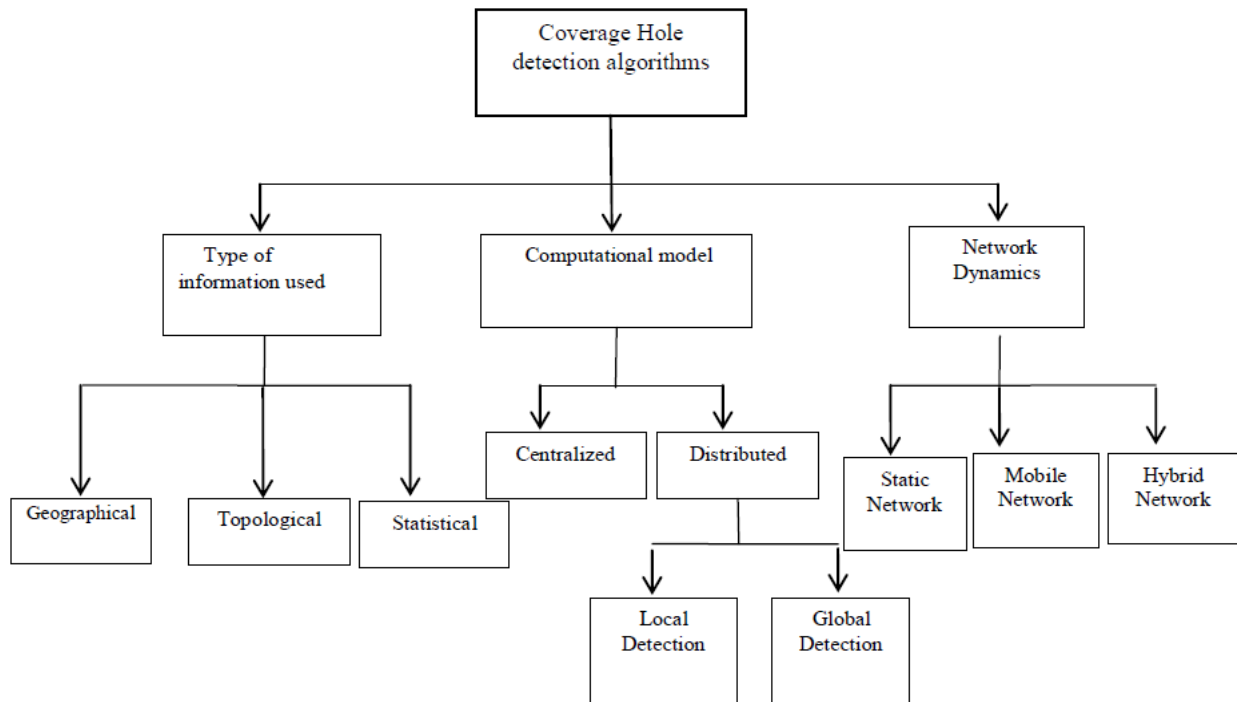 Coverage Hole
detection algorithms
Type of
information used
Computational model
Network
Dynamics
Geographical
Topological
Statistical
Centralized
Distributed
Static
Network
Mobile
Network
Hybrid
Network
Local
Detection
Global
Detection